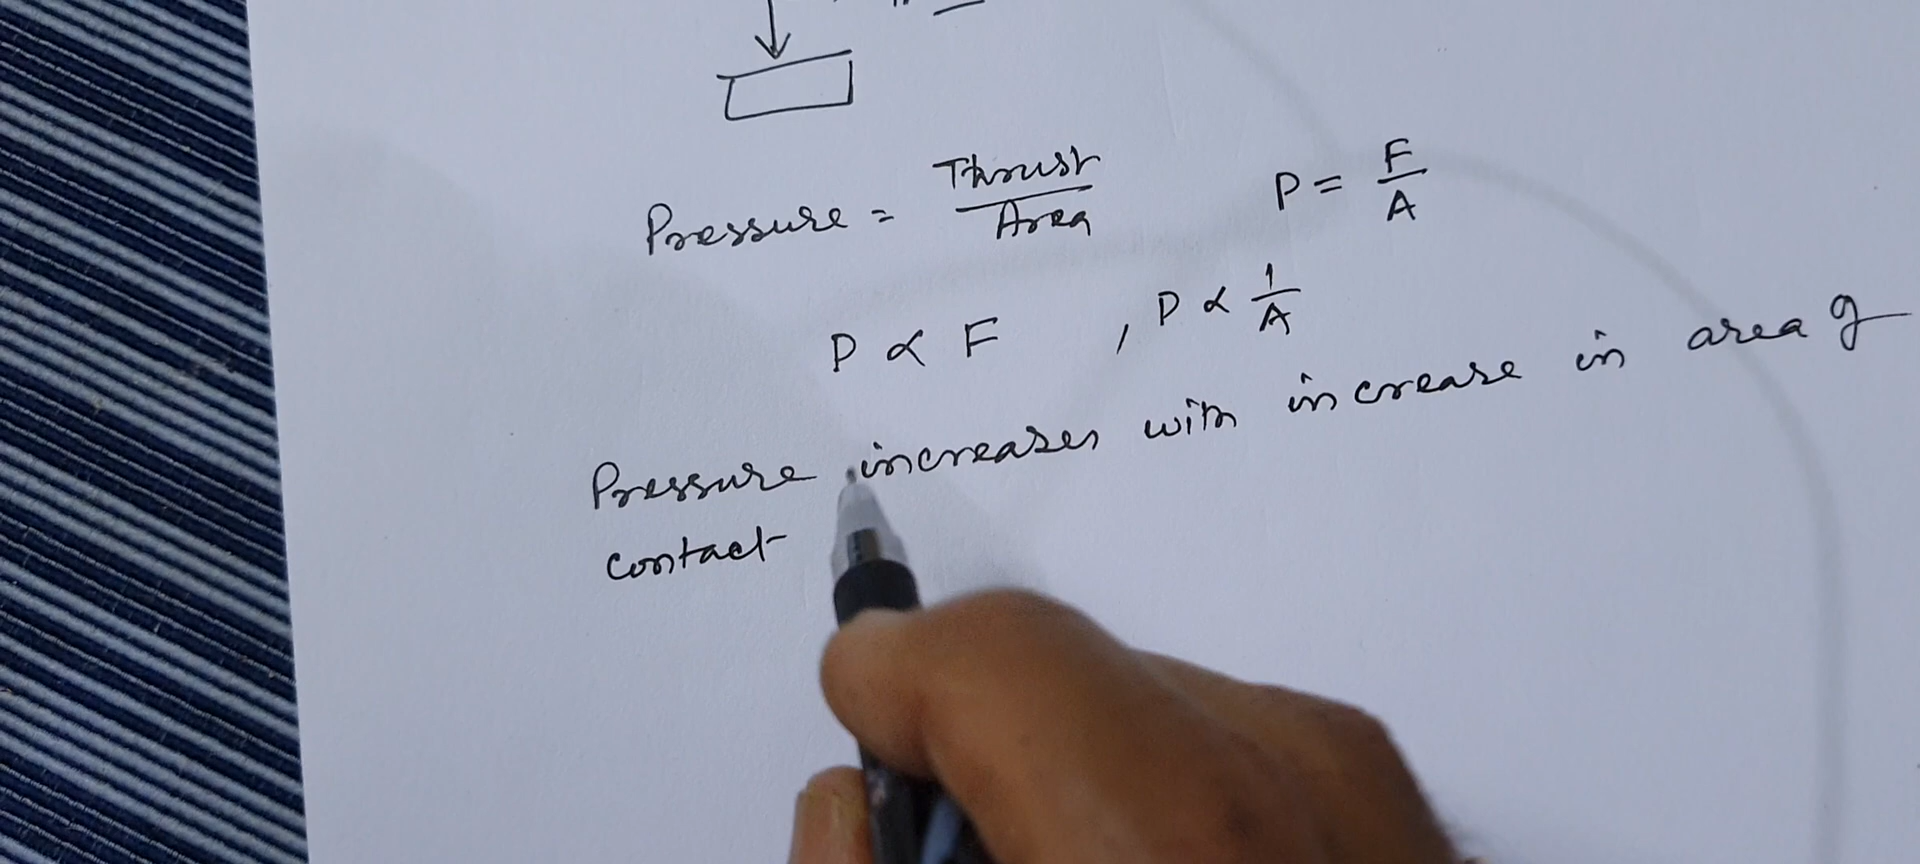 Pressure = Thrust / Area P = F / A
P ∝ F , P ∝ 1 / A
Pressure increases with increase in area of
contact